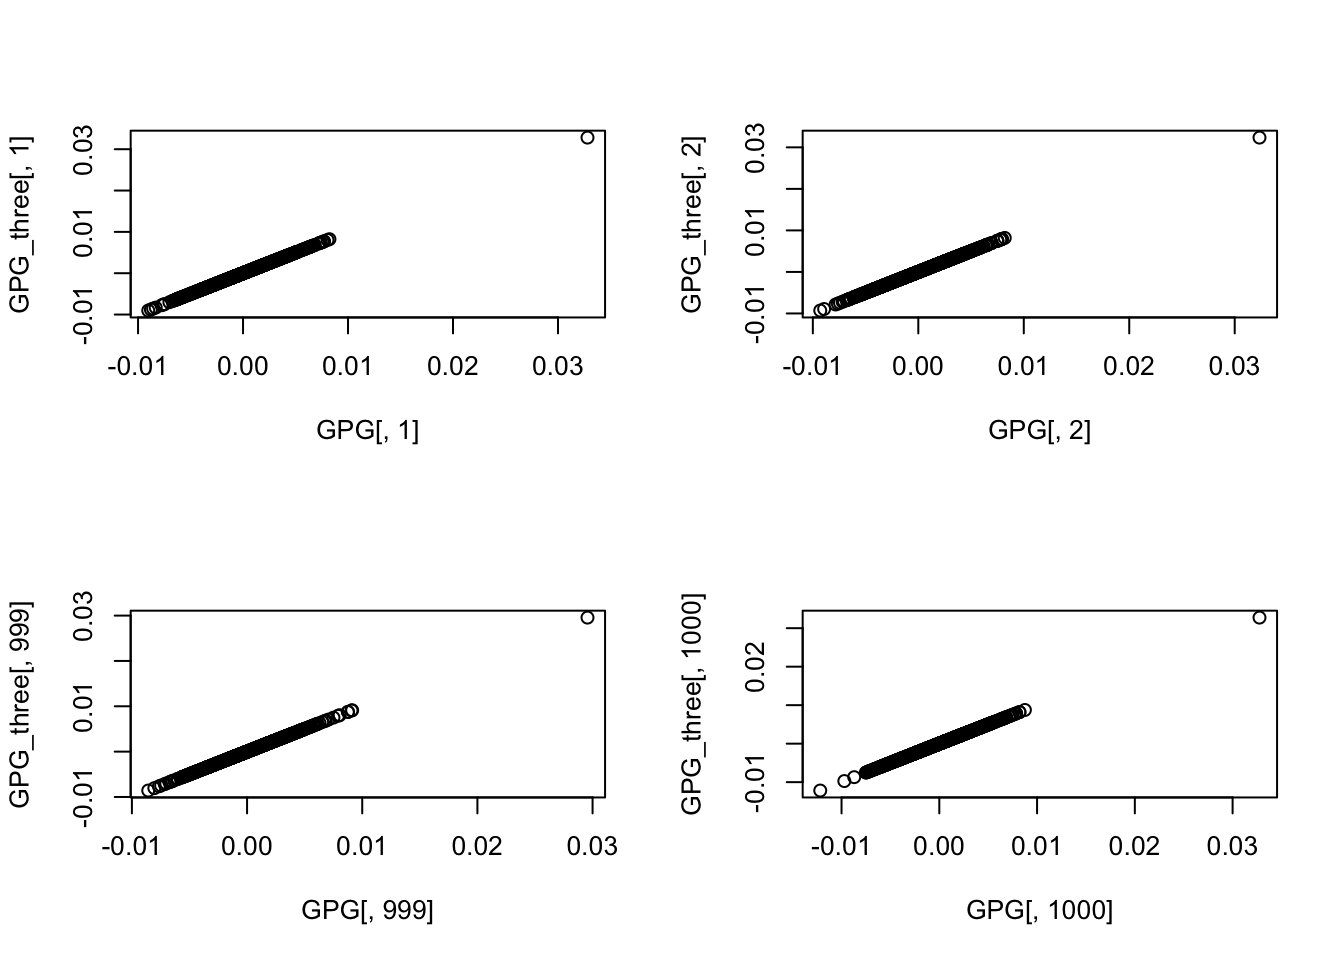 GPG_three[, 1]
0.03
0.01
-0.01
-0.01 0.00 0.01 0.02 0.03
GPG[, 1]
GPG_three[, 2]
0.03
0.01
-0.01
-0.01 0.00 0.01 0.02 0.03
GPG[, 2]
GPG_three[, 999]
0.03
0.01
-0.01
-0.01 0.00 0.01 0.02 0.03
GPG[, 999]
GPG_three[, 1000]
0.02
-0.01
-0.01 0.00 0.01 0.02 0.03
GPG[, 1000]